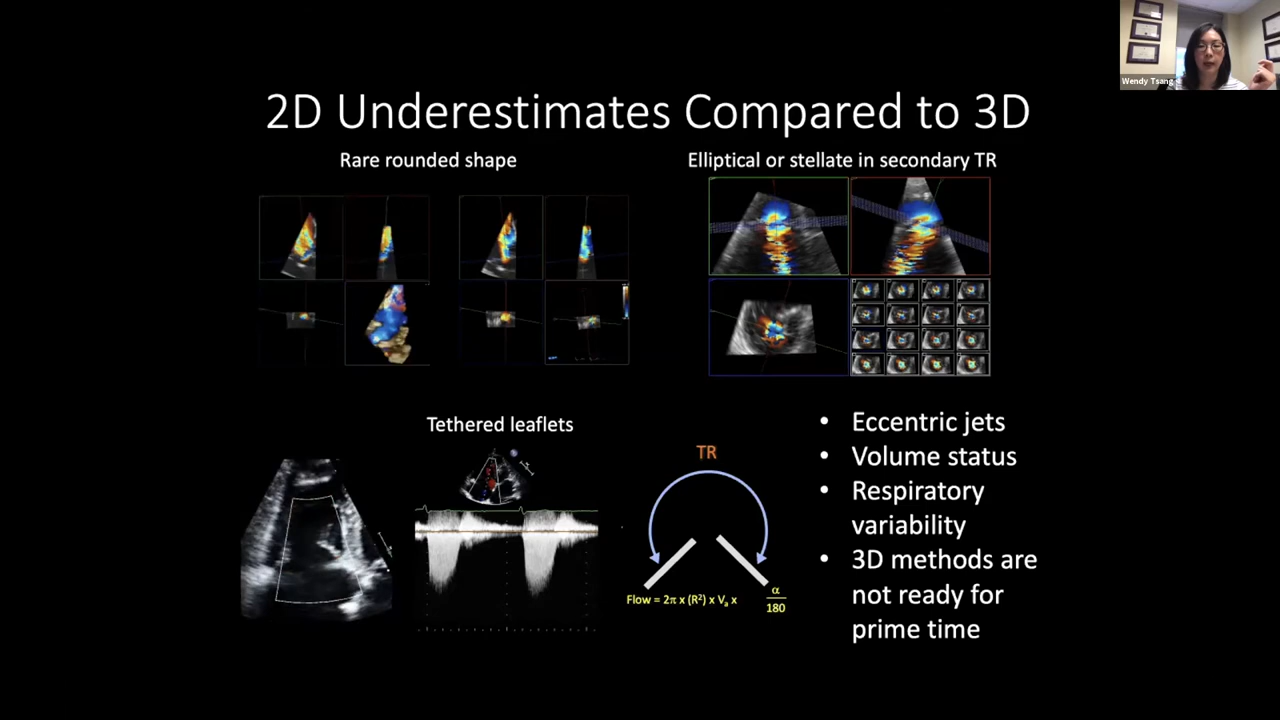 Wendy Tsang
2D Underestimates Compared to 3D
Rare rounded shape
Elliptical or stellate in secondary TR
Tethered leaflets
TR
Flow = 2π x (R²) x Vₐ x
α
180
• Eccentric jets
• Volume status
• Respiratory
variability
• 3D methods are
not ready for
prime time